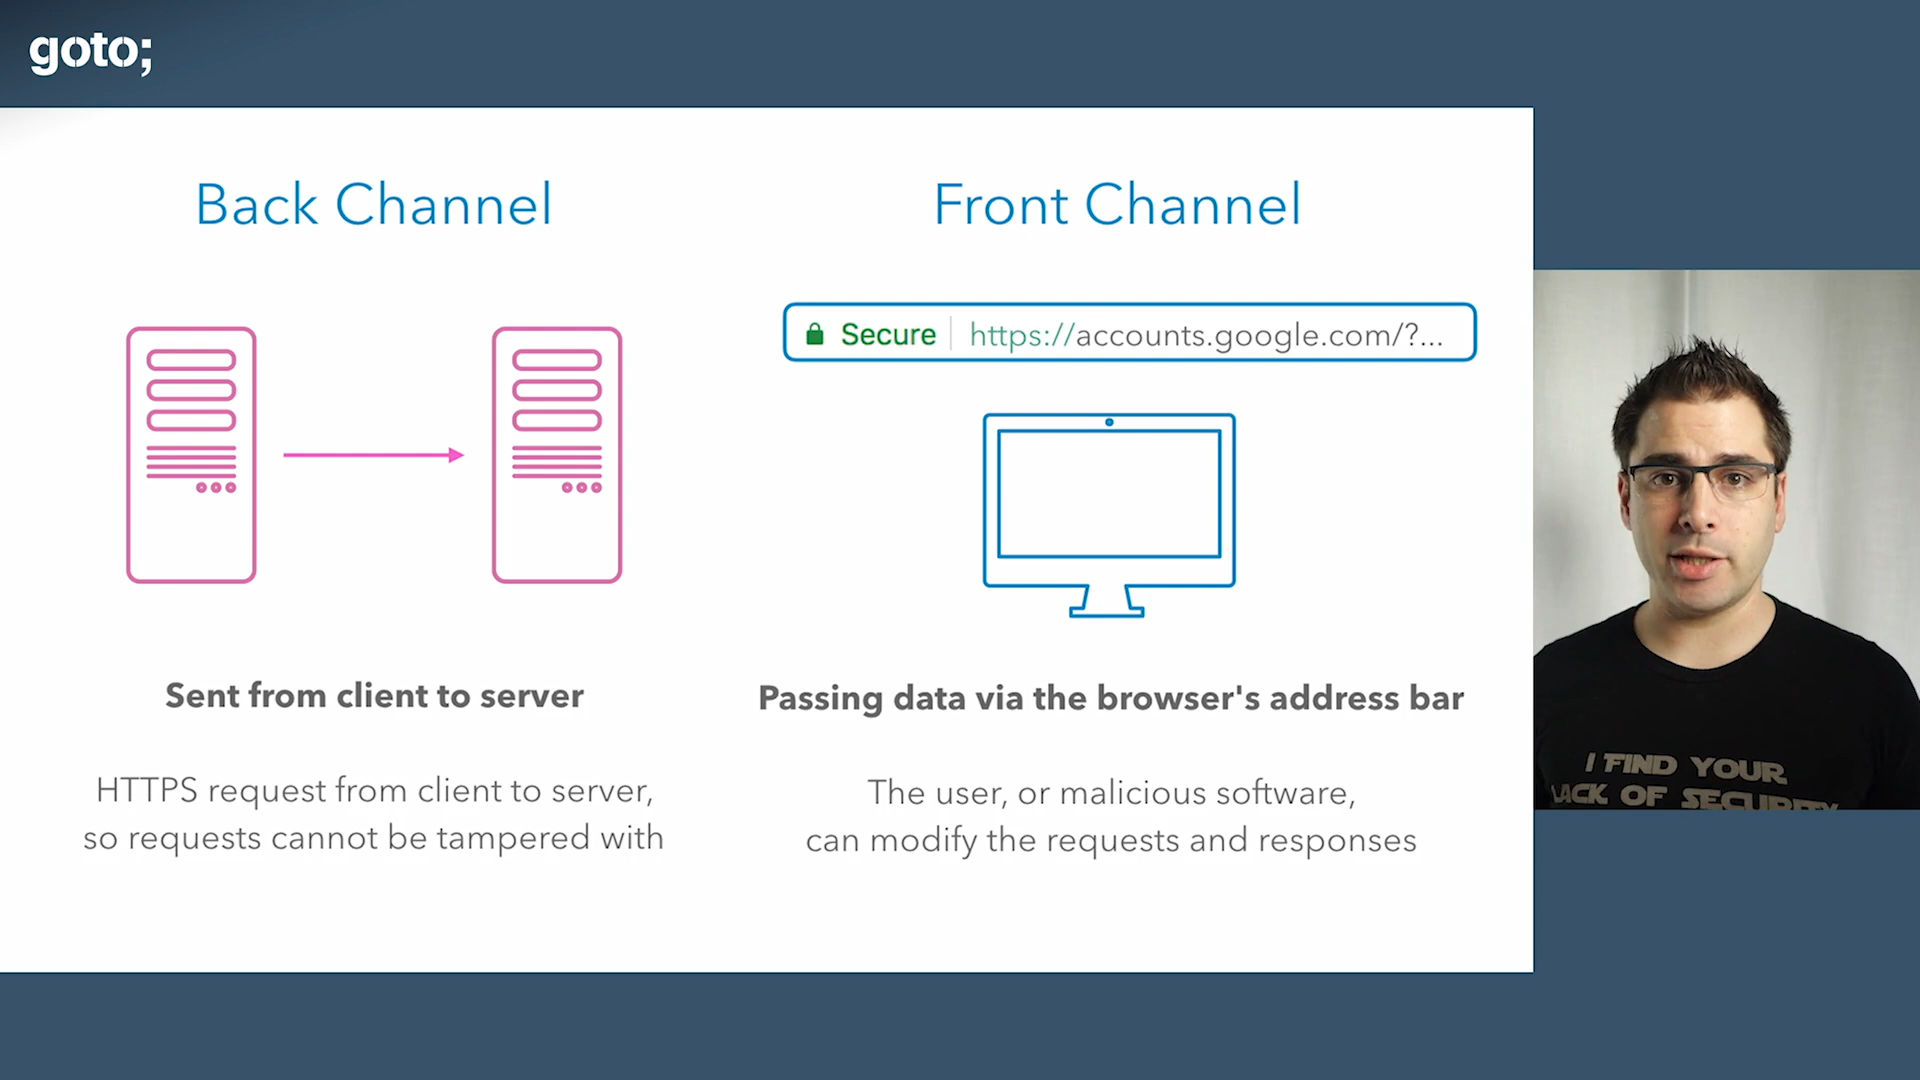 goto;
Back Channel
Front Channel
Secure
https://accounts.google.com/?...
Sent from client to server
Passing data via the browser's address bar
HTTPS request from client to server,
so requests cannot be tampered with
The user, or malicious software,
can modify the requests and responses
I FIND YOUR
LACK OF SECURITY